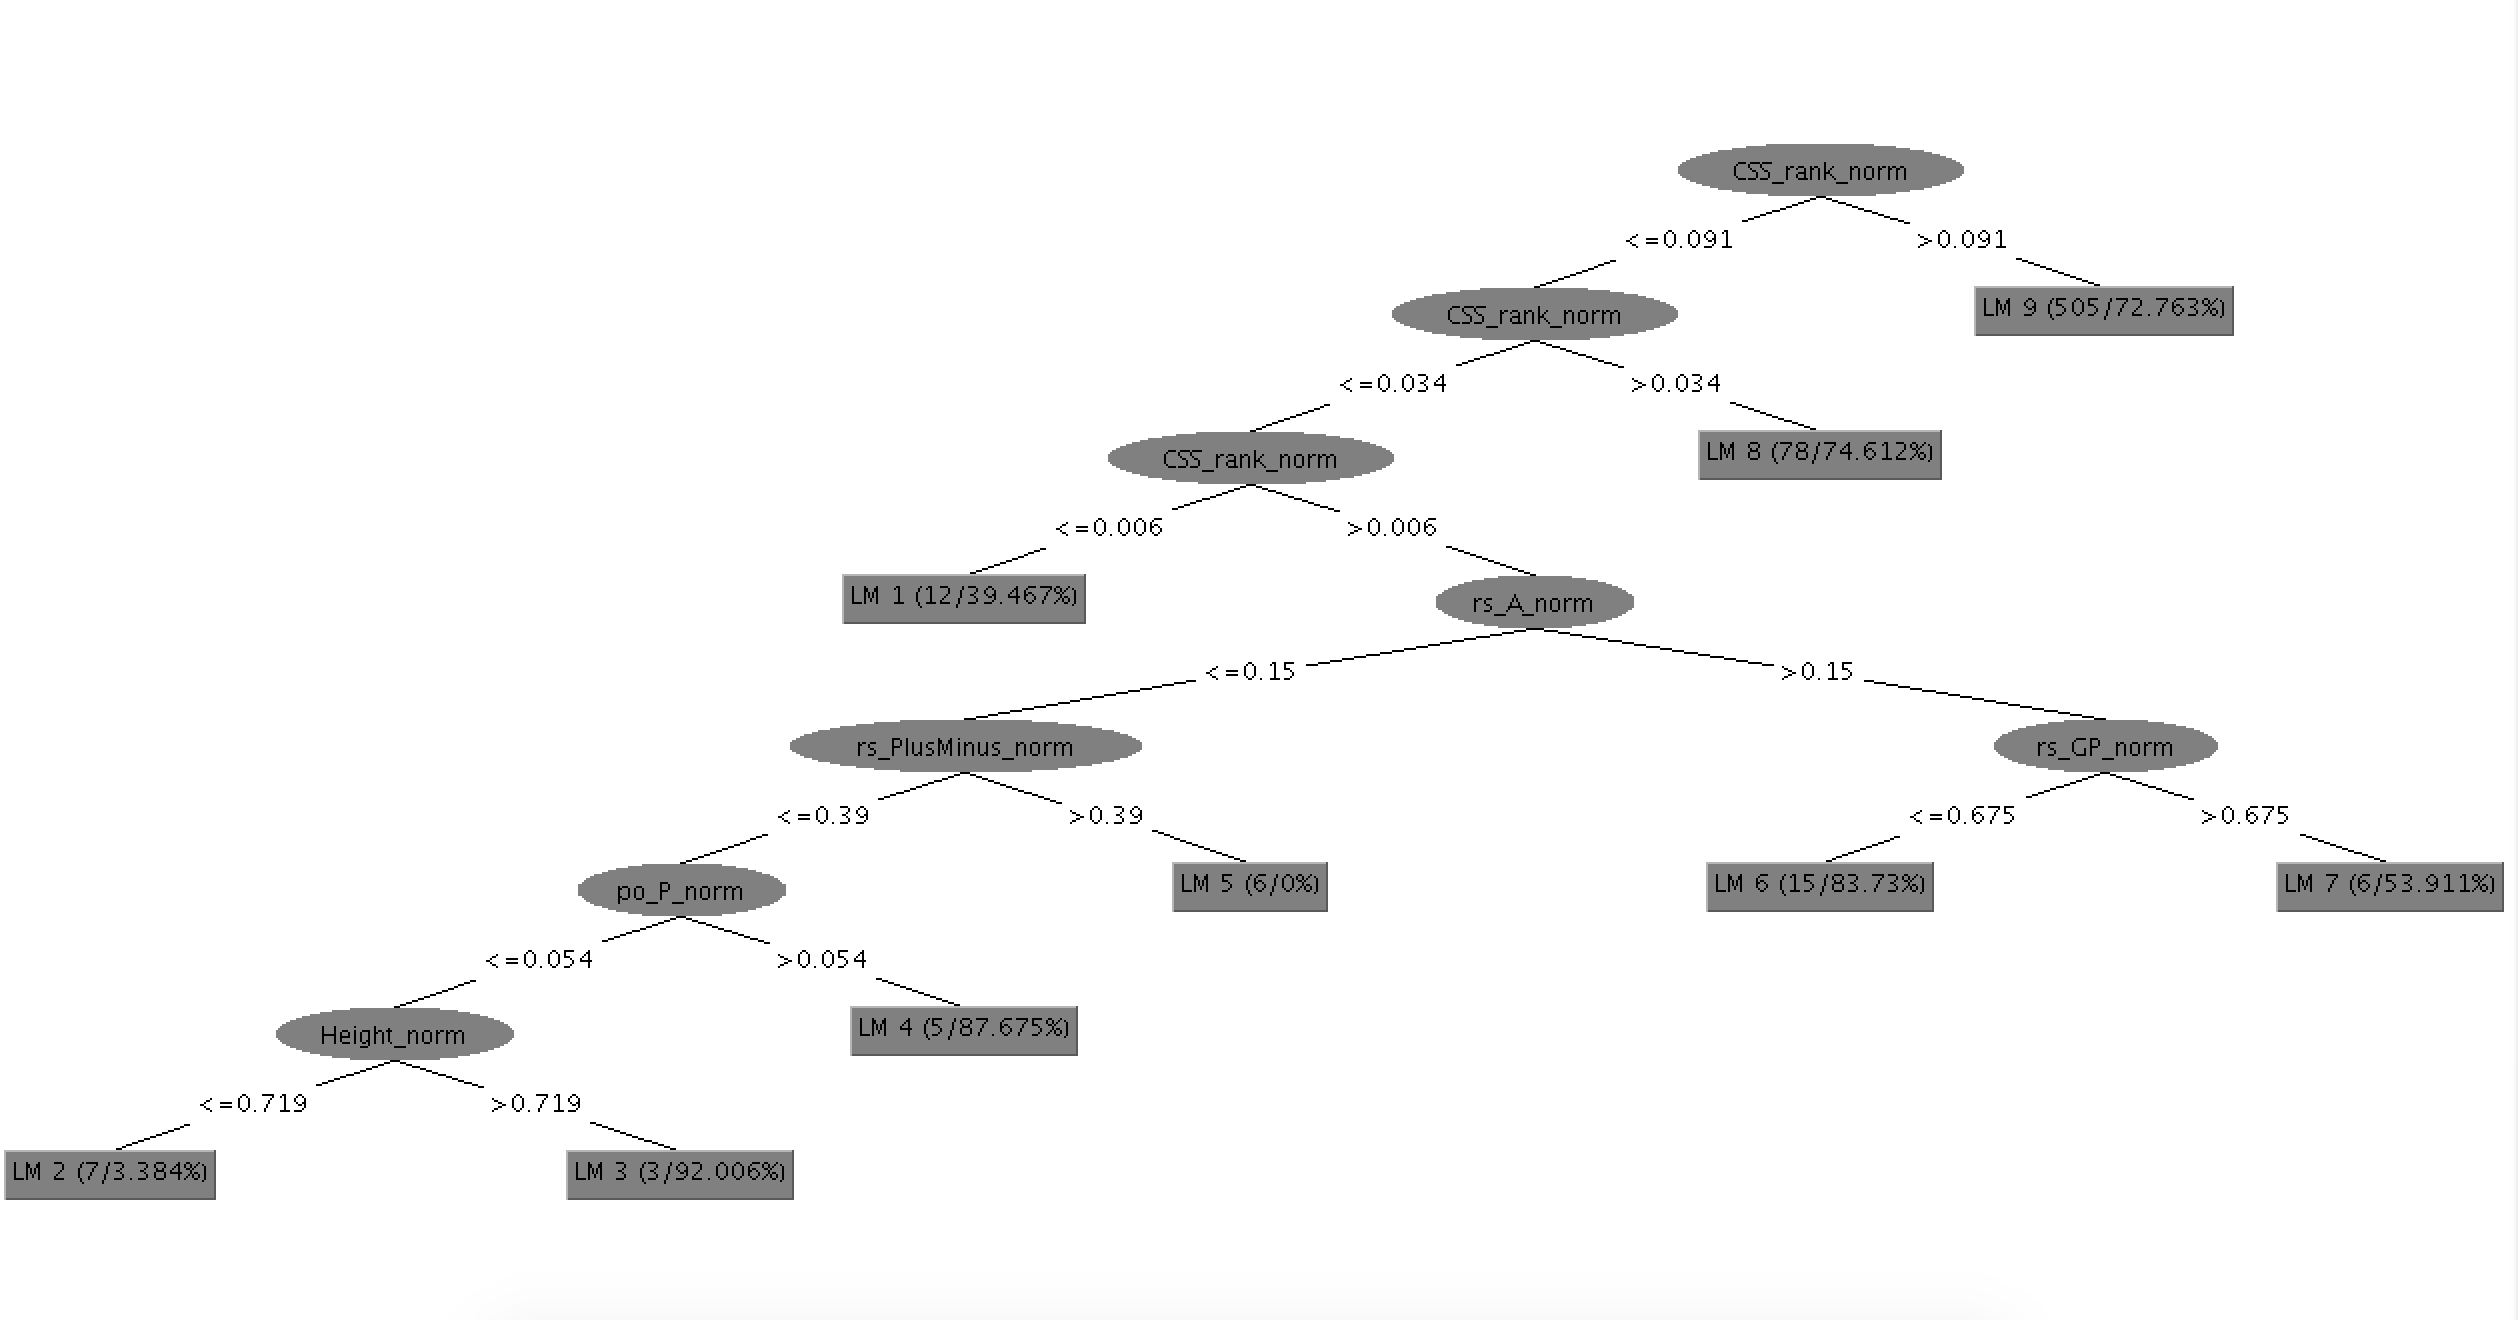 CSS_rank_norm
<=0.091 >0.091
CSS_rank_norm
LM 9 (505/72.763%)
<=0.034 >0.034
CSS_rank_norm
LM 8 (78/74.612%)
<=0.006 >0.006
LM 1 (12/39.467%)
rs_A_norm
<=0.15 >0.15
rs_PlusMinus_norm
rs_GP_norm
<=0.39 >0.39
<=0.675 >0.675
po_P_norm
LM 5 (6/0%)
LM 6 (15/83.73%)
LM 7 (6/53.911%)
<=0.054 >0.054
Height_norm
LM 4 (5/87.675%)
<=0.719 >0.719
LM 2 (7/3.384%)
LM 3 (3/92.006%)